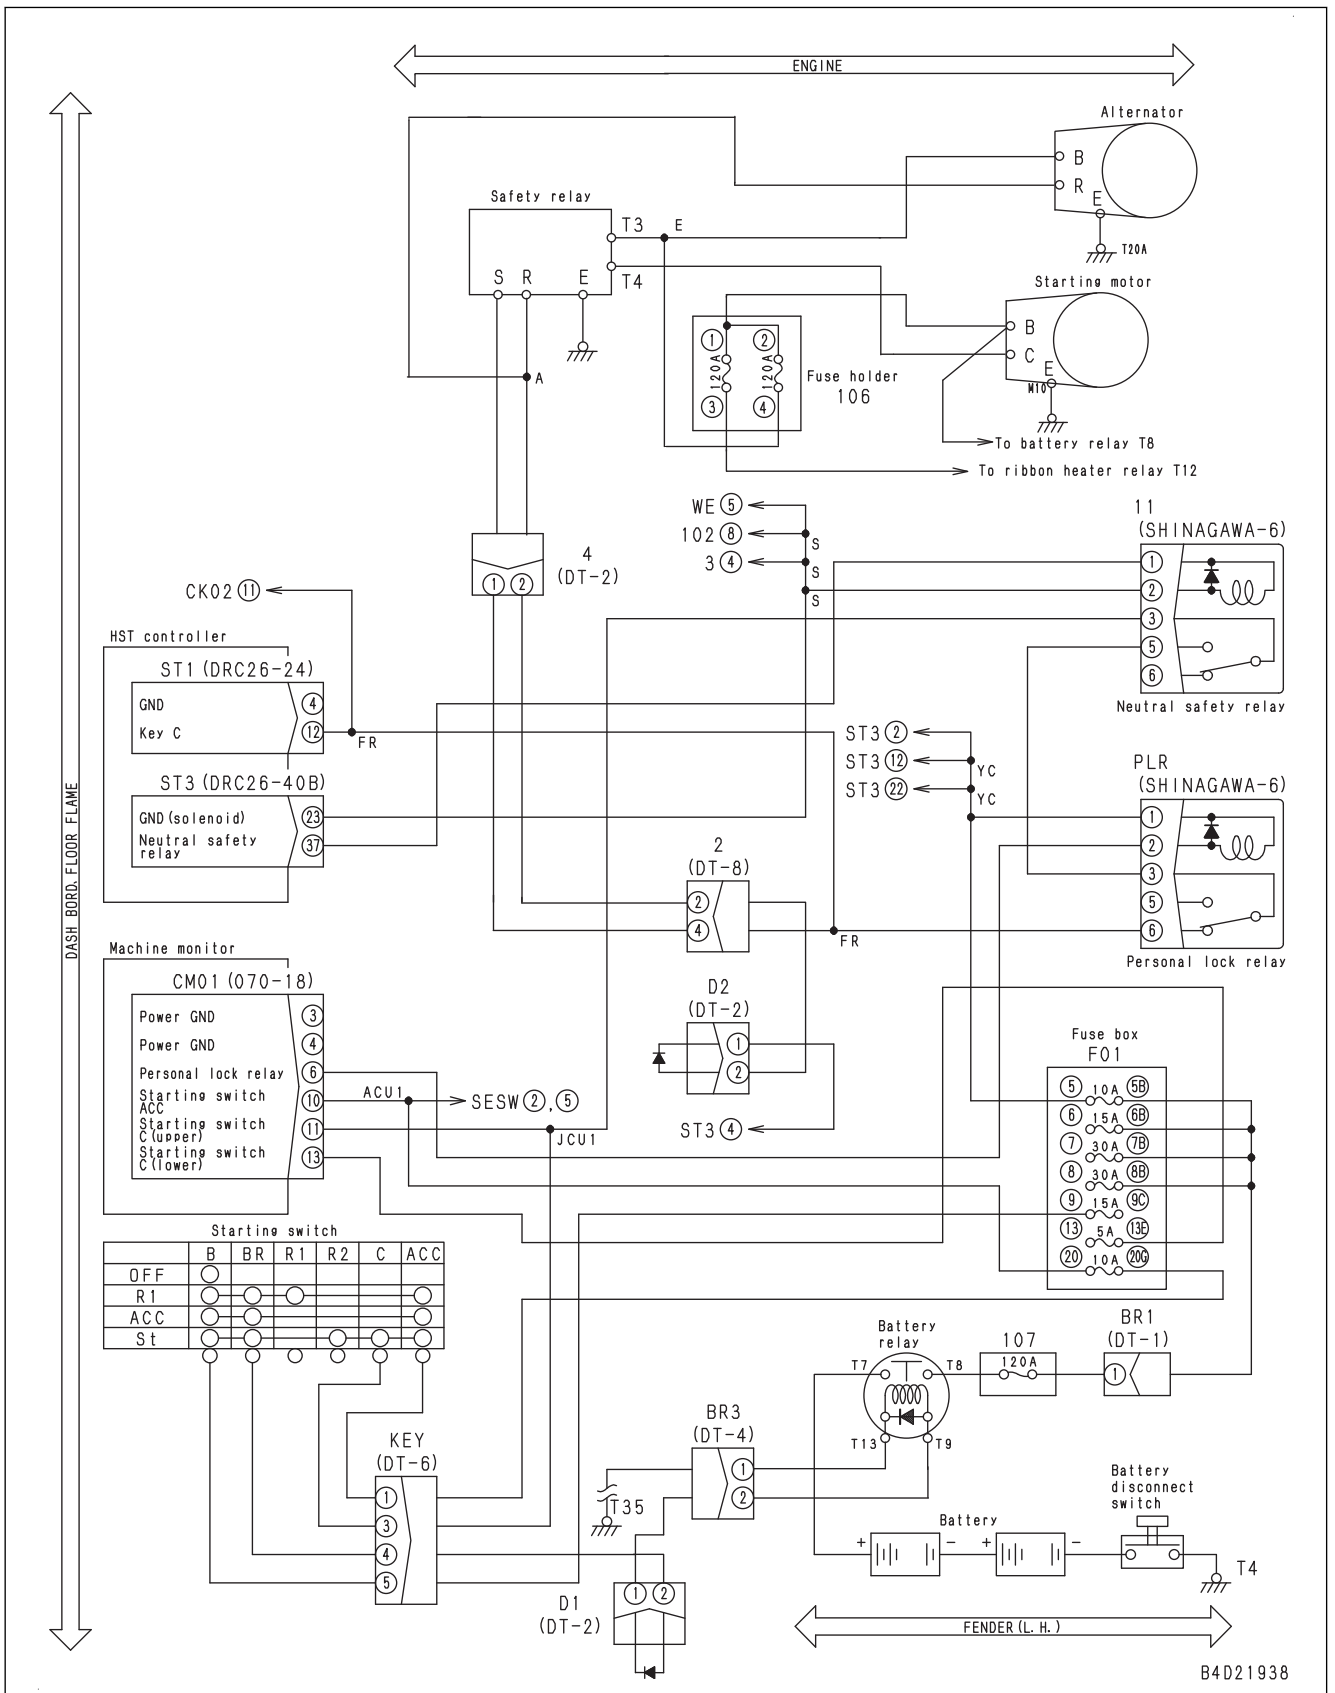 ENGINE
Alternator
B
R
E
T20A
Safety relay
T3
E
S R E
T4
Starting motor
B
C
E
M10
A
1 2
120A 120A
3 4
Fuse holder
106
To battery relay T8
To ribbon heater relay T12
WE 5
102 8
3 4
S
S
S
11
(SHINAGAWA-6)
1
2
3
5
6
Neutral safety relay
4
(DT-2)
1 2
CK02 11
HST controller
ST1 (DRC26-24)
GND 4
Key C 12
FR
ST3 (DRC26-40B)
GND (solenoid) 23
Neutral safety
relay
37
ST3 2
ST3 12
ST3 22
YC
YC
PLR
(SHINAGAWA-6)
1
2
3
5
6
Personal lock relay
2
(DT-8)
2
4
FR
DASH BORD. FLOOR FLAME
Machine monitor
CM01 (070-18)
Power GND 3
Power GND 4
Personal lock relay 6
Starting switch
ACC
10
Starting switch
C (upper)
11
Starting switch
C (lower)
13
ACU1
SESW 2, 5
JCU1
D2
(DT-2)
1
2
ST3 4
Fuse box
F01
5 10A 5B
6 15A 6B
7 30A 7B
8 30A 8B
9 15A 9C
13 5A 13E
20 10A 20G
Starting switch
B BR R1 R2 C ACC
OFF
R1
ACC
St
Battery
relay
T7 T8
T13 T9
107
120A
BR1
(DT-1)
1
KEY
(DT-6)
1
3
4
5
BR3
(DT-4)
1
2
T35
Battery
disconnect
switch
Battery
+ - + -
T4
D1
(DT-2)
1 2
FENDER (L. H. )
B4D21938